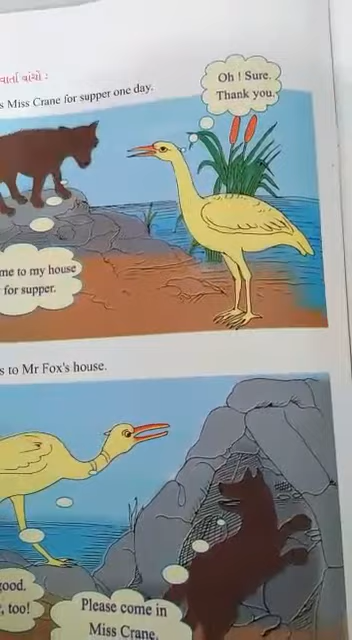 વાર્તા વાંચો :
s Miss Crane for supper one day.
Oh ! Sure.
Thank you.
me to my house
for supper.
s to Mr Fox's house.
good.
, too!
Please come in
Miss Crane.